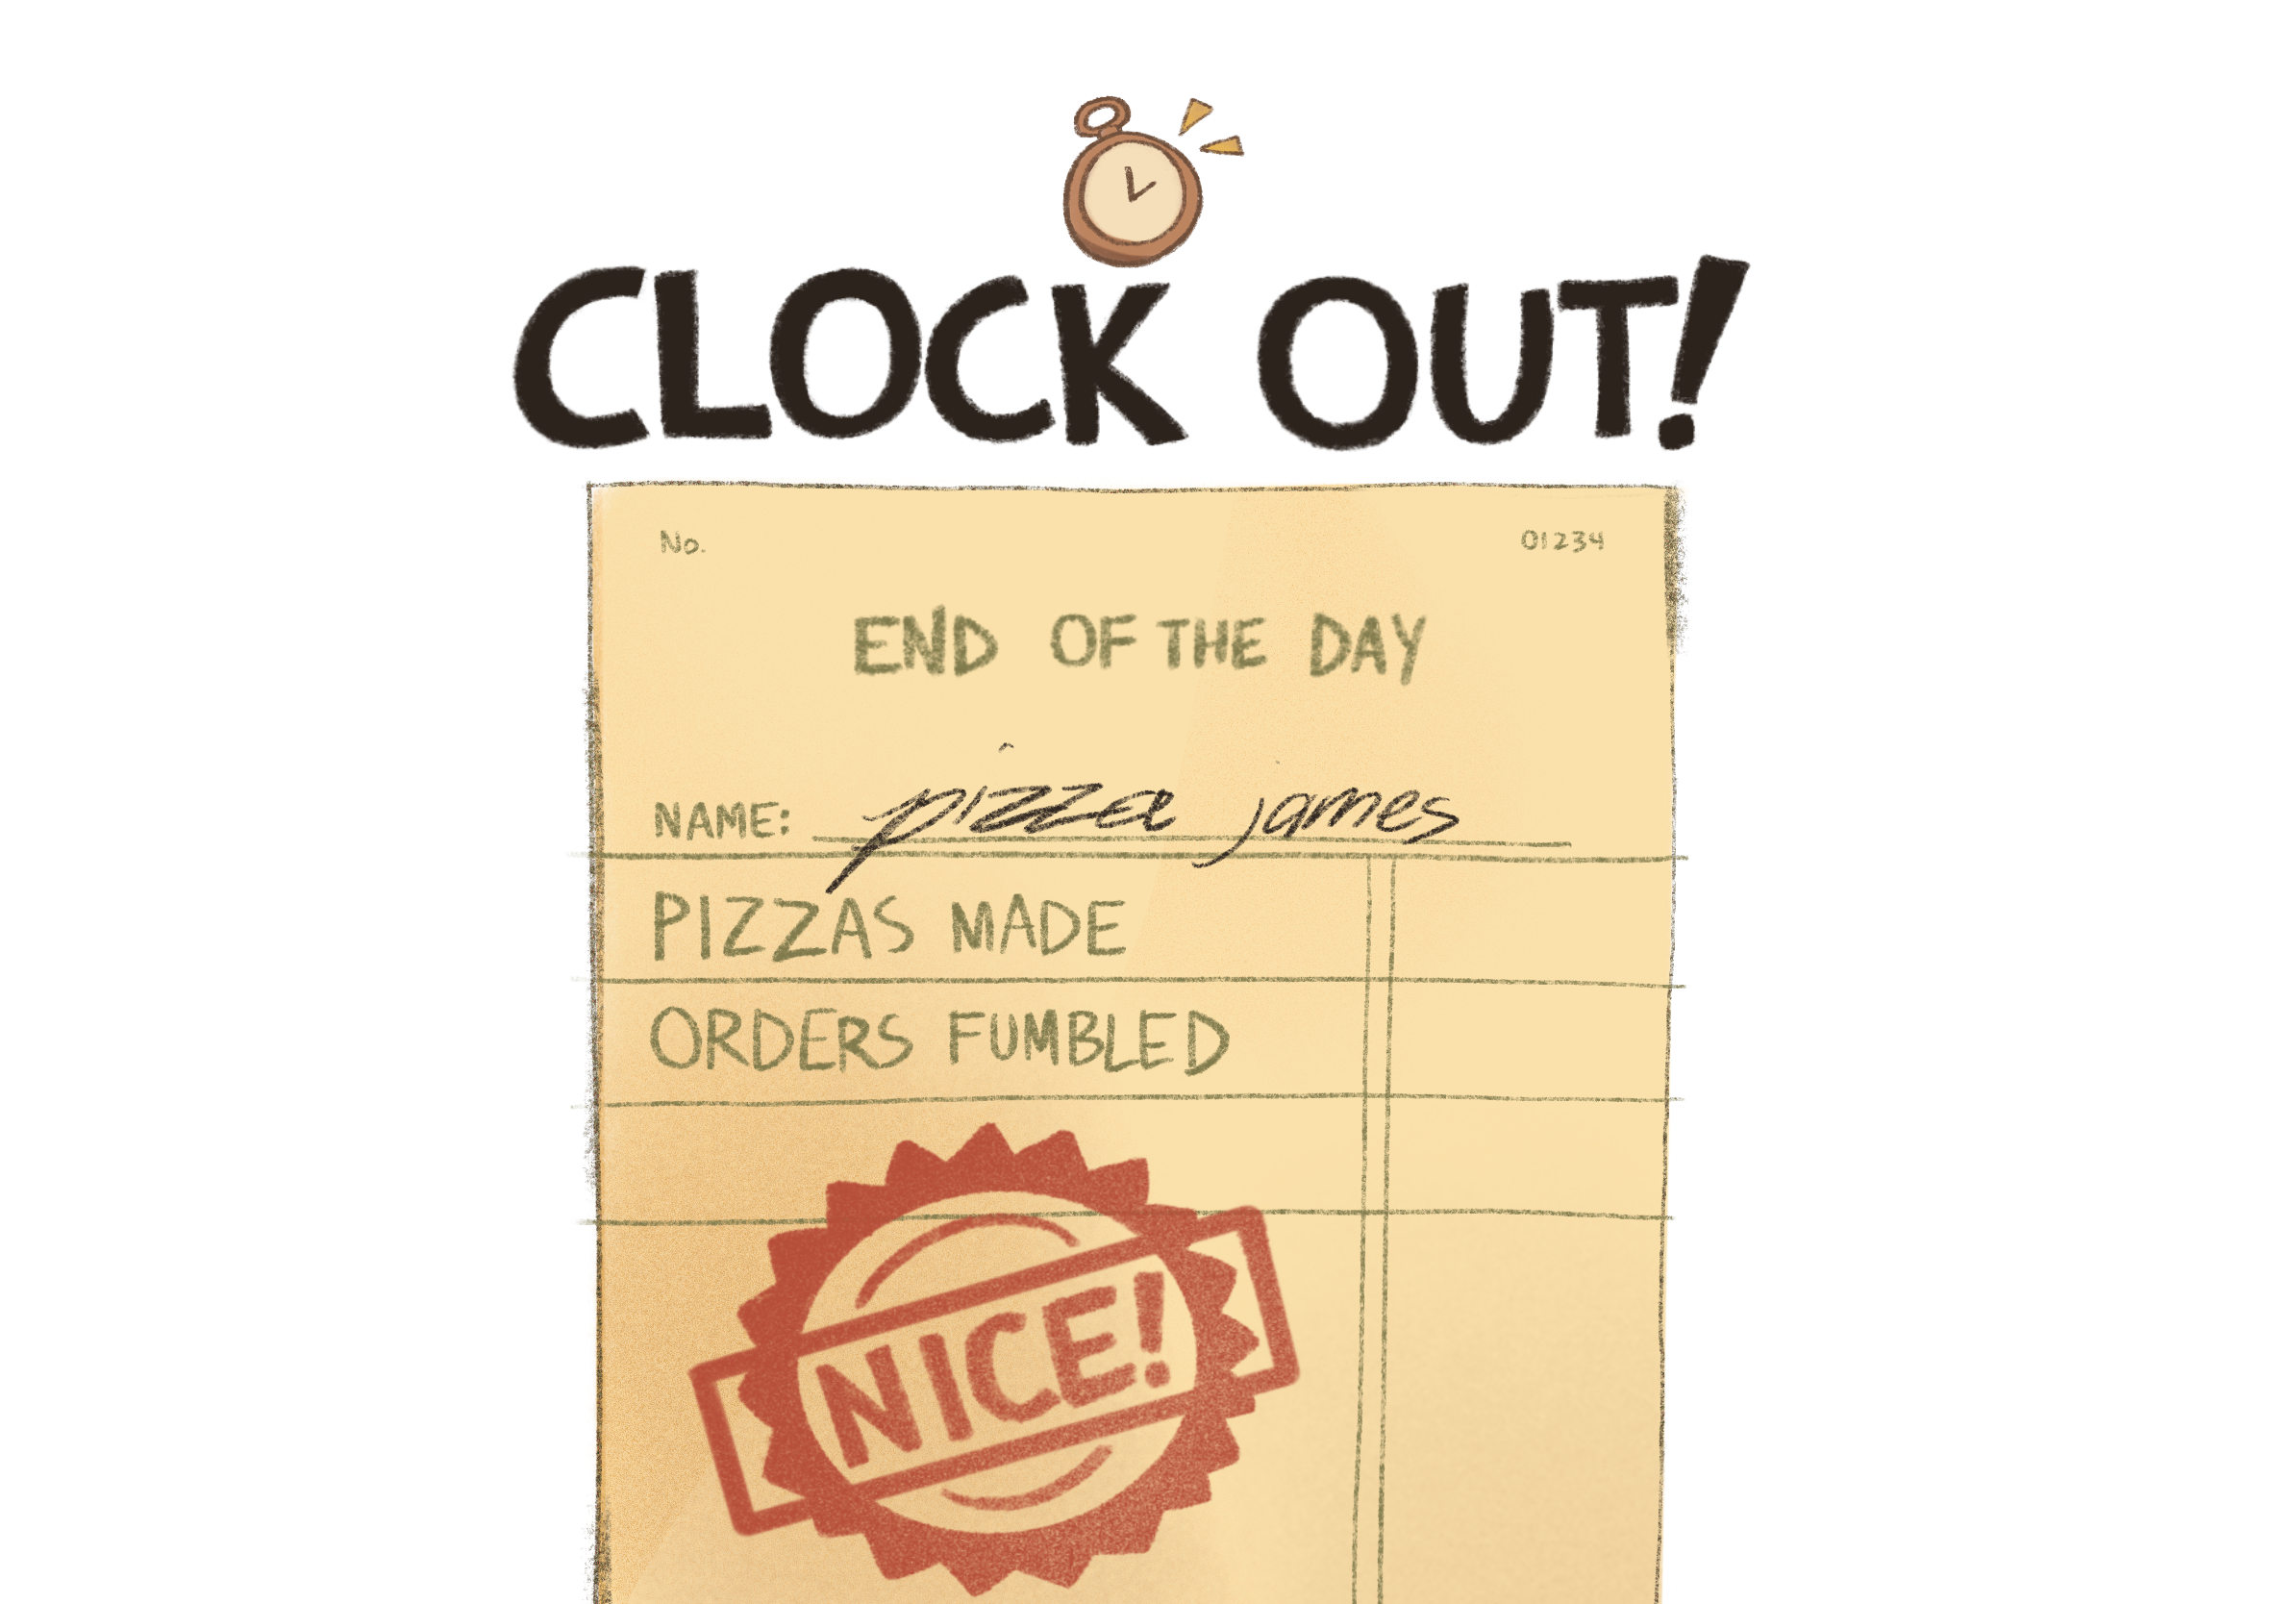 CLOCK OUT!
No. 01234
END OF THE DAY
NAME: pizza james
PIZZAS MADE
ORDERS FUMBLED
NICE!